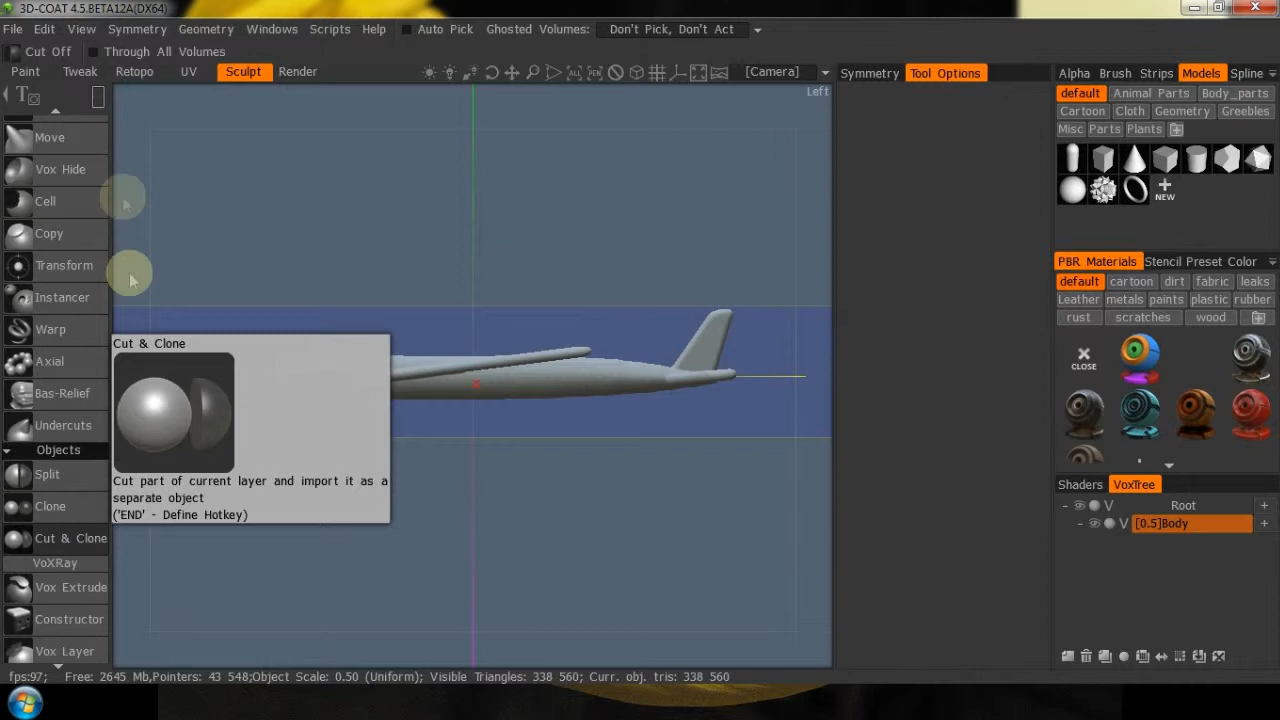 3D-COAT 4.5.BETA12A(DX64)
File Edit View Symmetry Geometry Windows Scripts Help Auto Pick Ghosted Volumes: Don't Pick, Don't Act
Cut Off Through All Volumes
Paint Tweak Retopo UV Sculpt Render [Camera] Symmetry Tool Options Alpha Brush Strips Models Spline
Left
default Animal Parts Body_parts
Cartoon Cloth Geometry Greebles
Misc Parts Plants
NEW
Move
Vox Hide
Cell
Copy
Transform
Instancer
Warp
Axial
Bas-Relief
Undercuts
Objects
Split
Clone
Cut & Clone
VoXRay
Vox Extrude
Constructor
Vox Layer
Cut & Clone
Cut part of current layer and import it as a
separate object
('END' - Define Hotkey)
PBR Materials Stencil Preset Color
default cartoon dirt fabric leaks
Leather metals paints plastic rubber
rust scratches wood
CLOSE
Shaders VoxTree
V Root
V [0.5]Body
fps:97; Free: 2645 Mb,Pointers: 43 548;Object Scale: 0.50 (Uniform); Visible Triangles: 338 560; Curr. obj. tris: 338 560